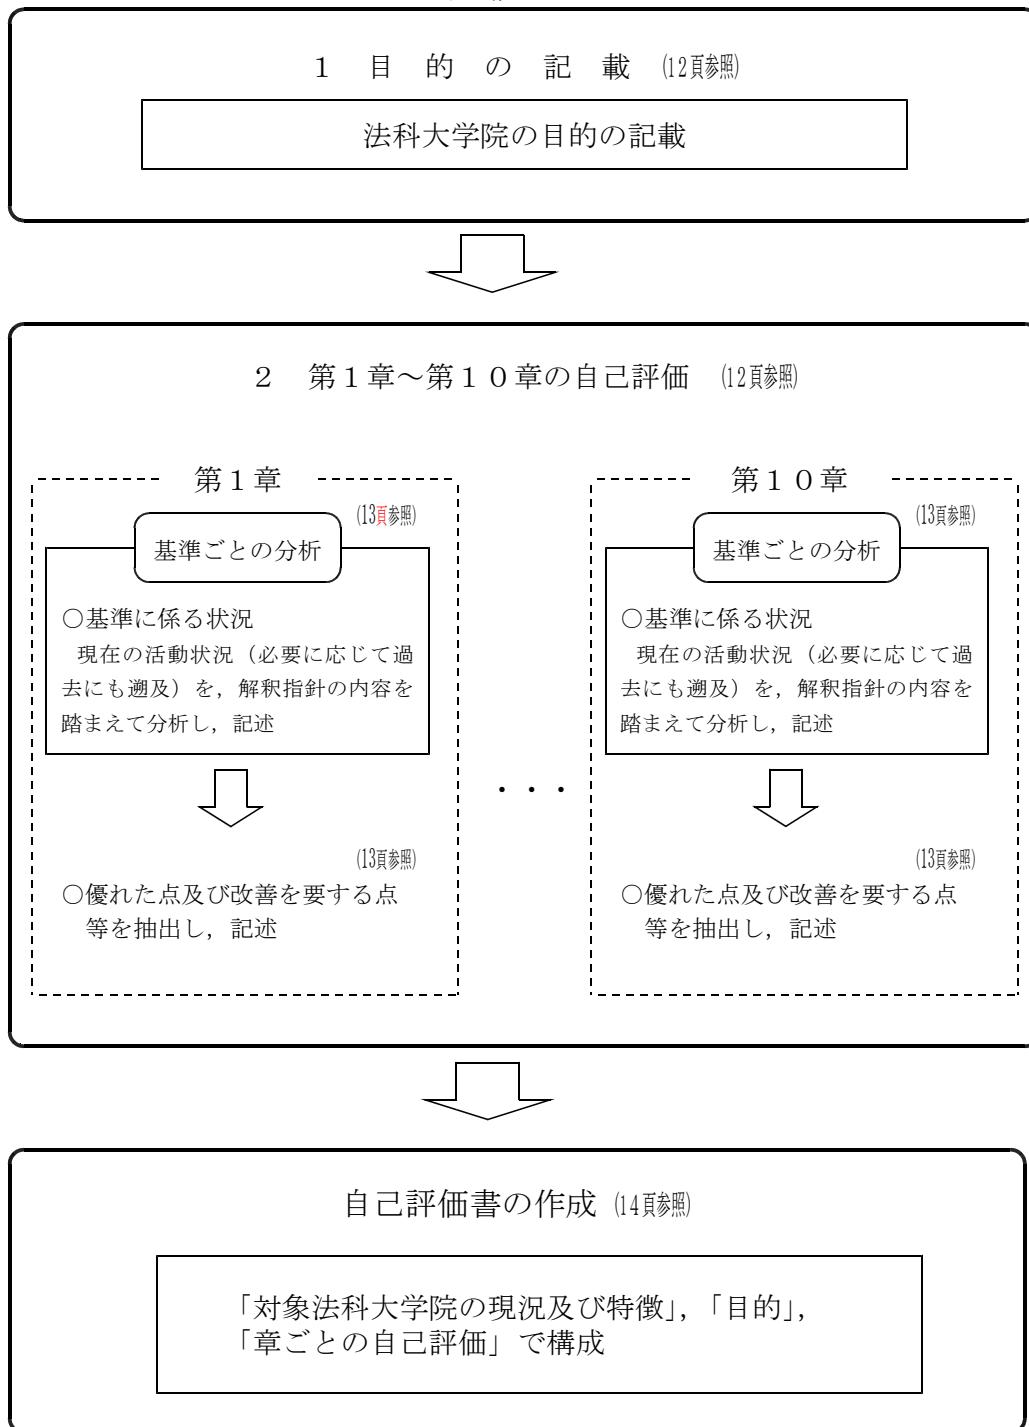 1 目的の記載 (12頁参照)
法科大学院の目的の記載
2 第1章～第10章の自己評価 (12頁参照)
第1章
(13頁参照)
基準ごとの分析
○基準に係る状況
現在の活動状況（必要に応じて過
去にも遡及）を，解釈指針の内容を
踏まえて分析し，記述
(13頁参照)
○優れた点及び改善を要する点
等を抽出し，記述
・・・
第10章
(13頁参照)
基準ごとの分析
○基準に係る状況
現在の活動状況（必要に応じて過
去にも遡及）を，解釈指針の内容を
踏まえて分析し，記述
(13頁参照)
○優れた点及び改善を要する点
等を抽出し，記述
自己評価書の作成 (14頁参照)
「対象法科大学院の現況及び特徴」，「目的」，
「章ごとの自己評価」で構成